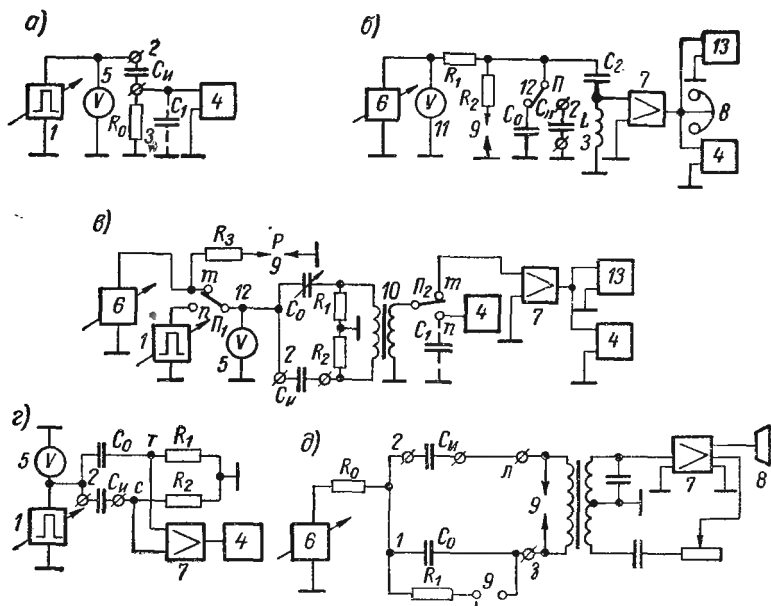 а)
5 2 Cи
V
1 R₀ 3 C₁ 4
б)
R₁ П C₂ 7 13
6 V R₂ 12 2
11 9 C₀ Cп L 3 8
4
в)
R₃ P
9
6 m 12 C₀ R₁ 10 П₂ m 7 13
n П₁
1 V 5 2 R₂ Cи C₁ n 4 4
г)
5 V C₀ т R₁
2 Cи с R₂
1 7 4
д)
2 Cи л
R₀ 9 7 8
6 1 C₀ з
R₁ 9